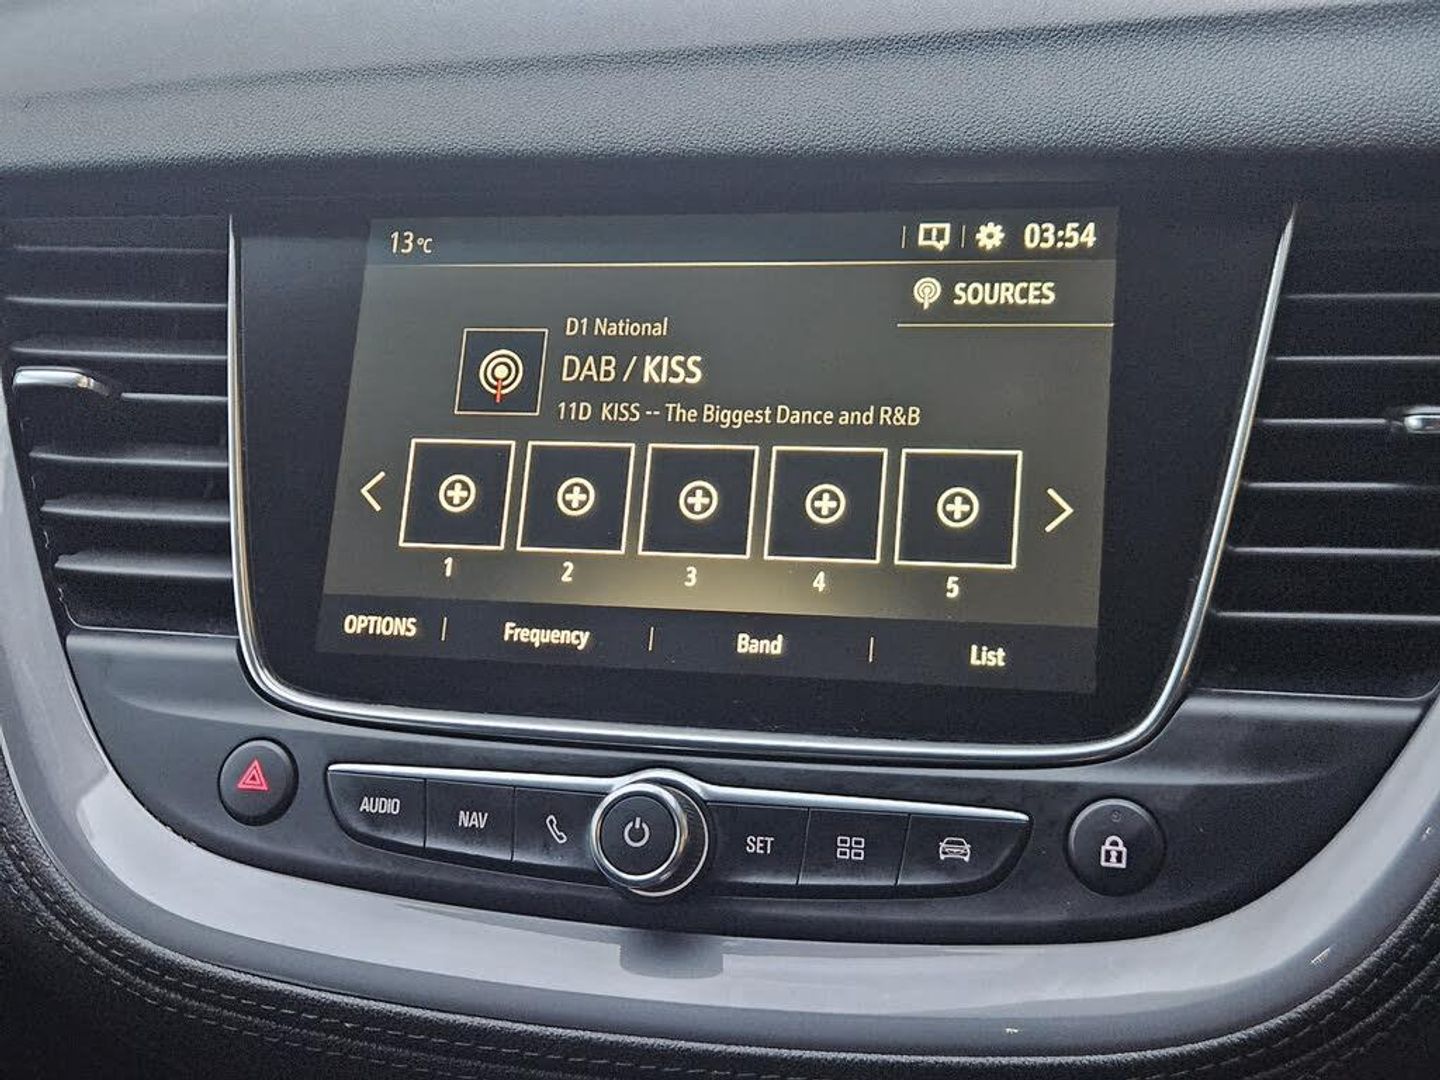 13°C
03:54
SOURCES
D1 National
DAB / KISS
11D KISS -- The Biggest Dance and R&B
1 2 3 4 5
OPTIONS | Frequency | Band | List
AUDIO NAV SET